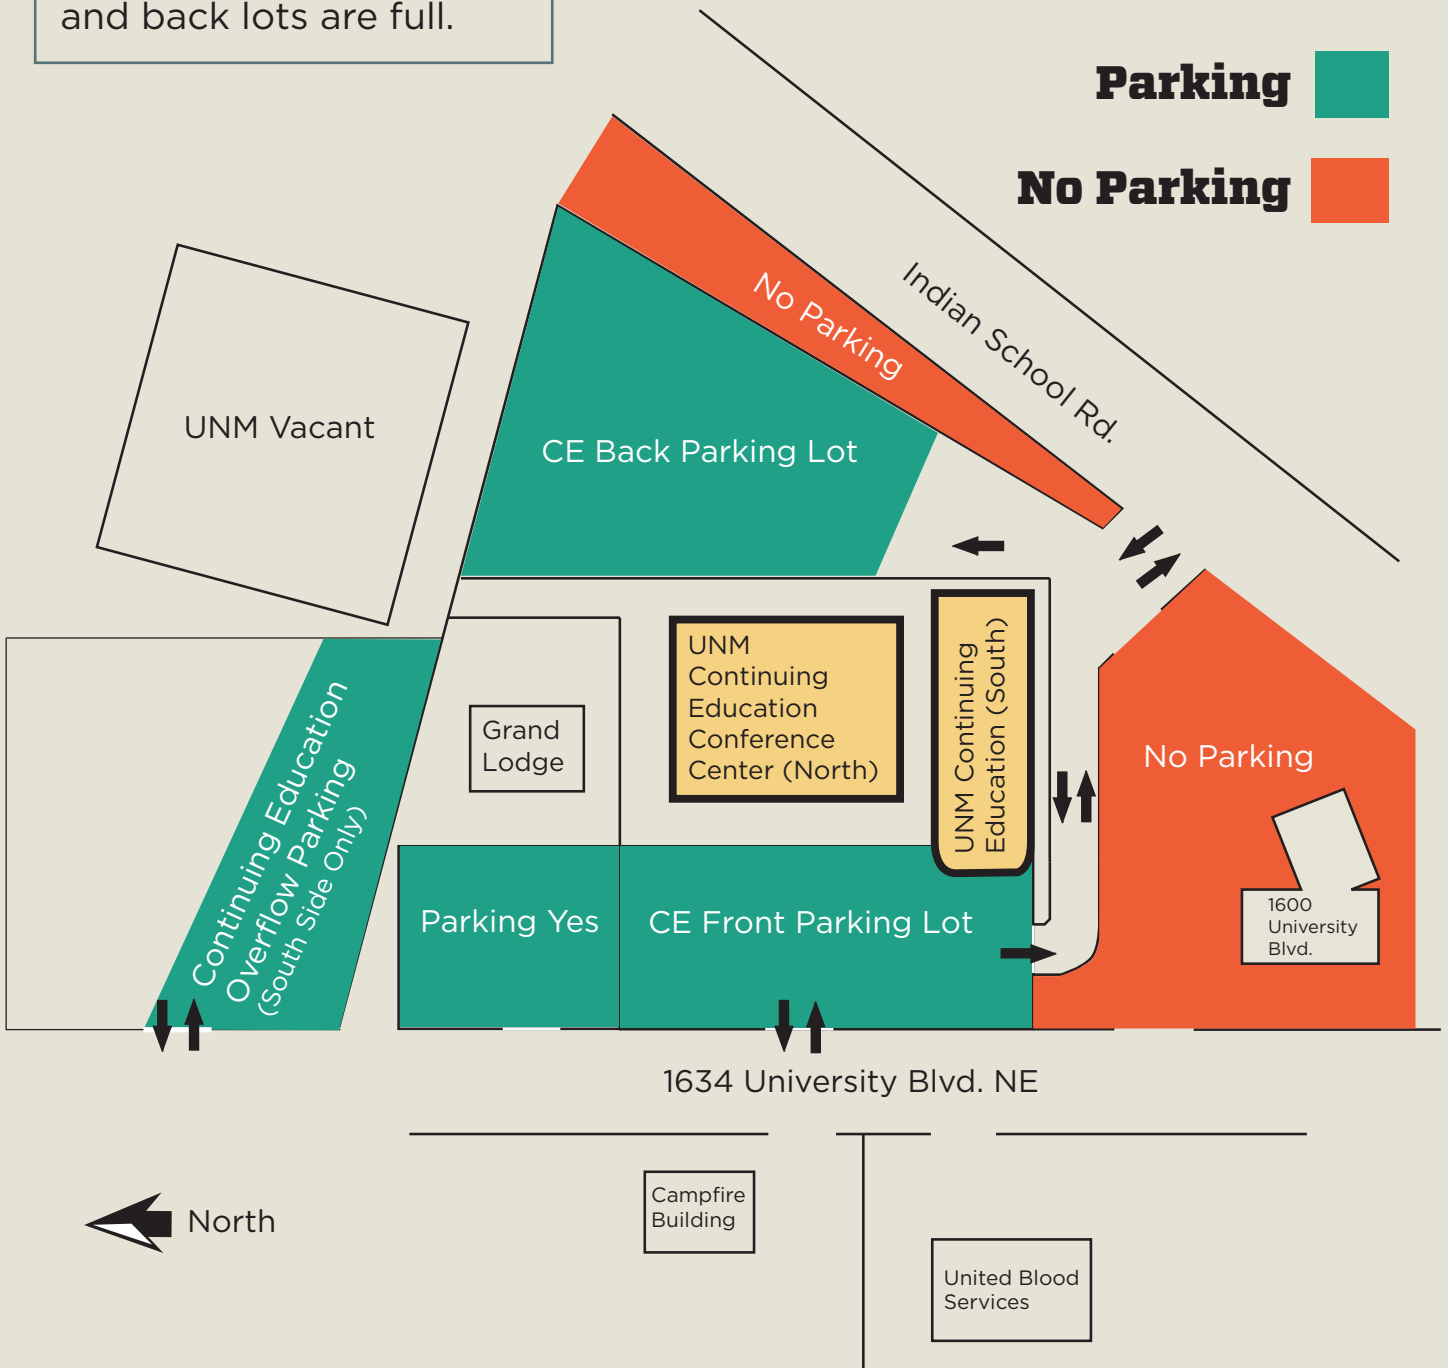 and back lots are full.
Parking
No Parking
No Parking
Indian School Rd.
UNM Vacant
CE Back Parking Lot
UNM
Continuing
Education
Conference
Center (North)
UNM Continuing
Education (South)
Grand
Lodge
No Parking
Continuing Education
Overflow Parking
(South Side Only)
Parking Yes
CE Front Parking Lot
1600
University
Blvd.
1634 University Blvd. NE
North
Campfire
Building
United Blood
Services